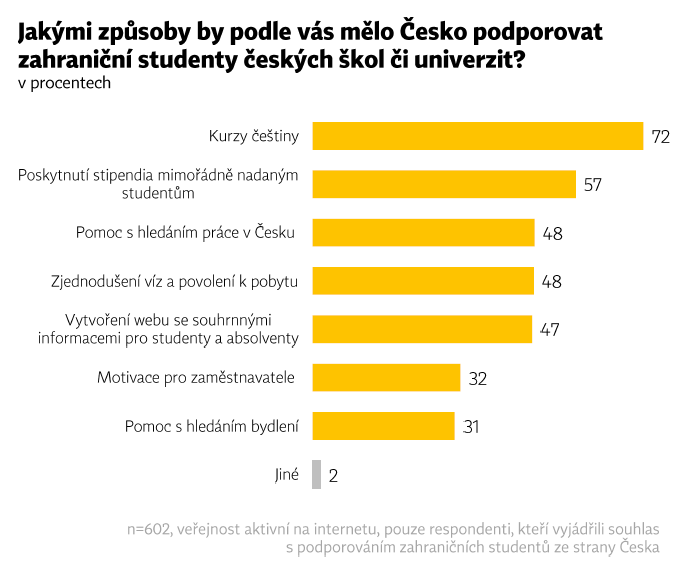 Jakými způsoby by podle vás mělo Česko podporovat
zahraniční studenty českých škol či univerzit?
v procentech
Kurzy češtiny
72
Poskytnutí stipendia mimořádně nadaným
studentům
57
Pomoc s hledáním práce v Česku
48
Zjednodušení víz a povolení k pobytu
48
Vytvoření webu se souhrnnými
informacemi pro studenty a absolventy
47
Motivace pro zaměstnavatele
32
Pomoc s hledáním bydlení
31
Jiné
2
n=602, veřejnost aktivní na internetu, pouze respondenti, kteří vyjádřili souhlas
s podporováním zahraničních studentů ze strany Česka